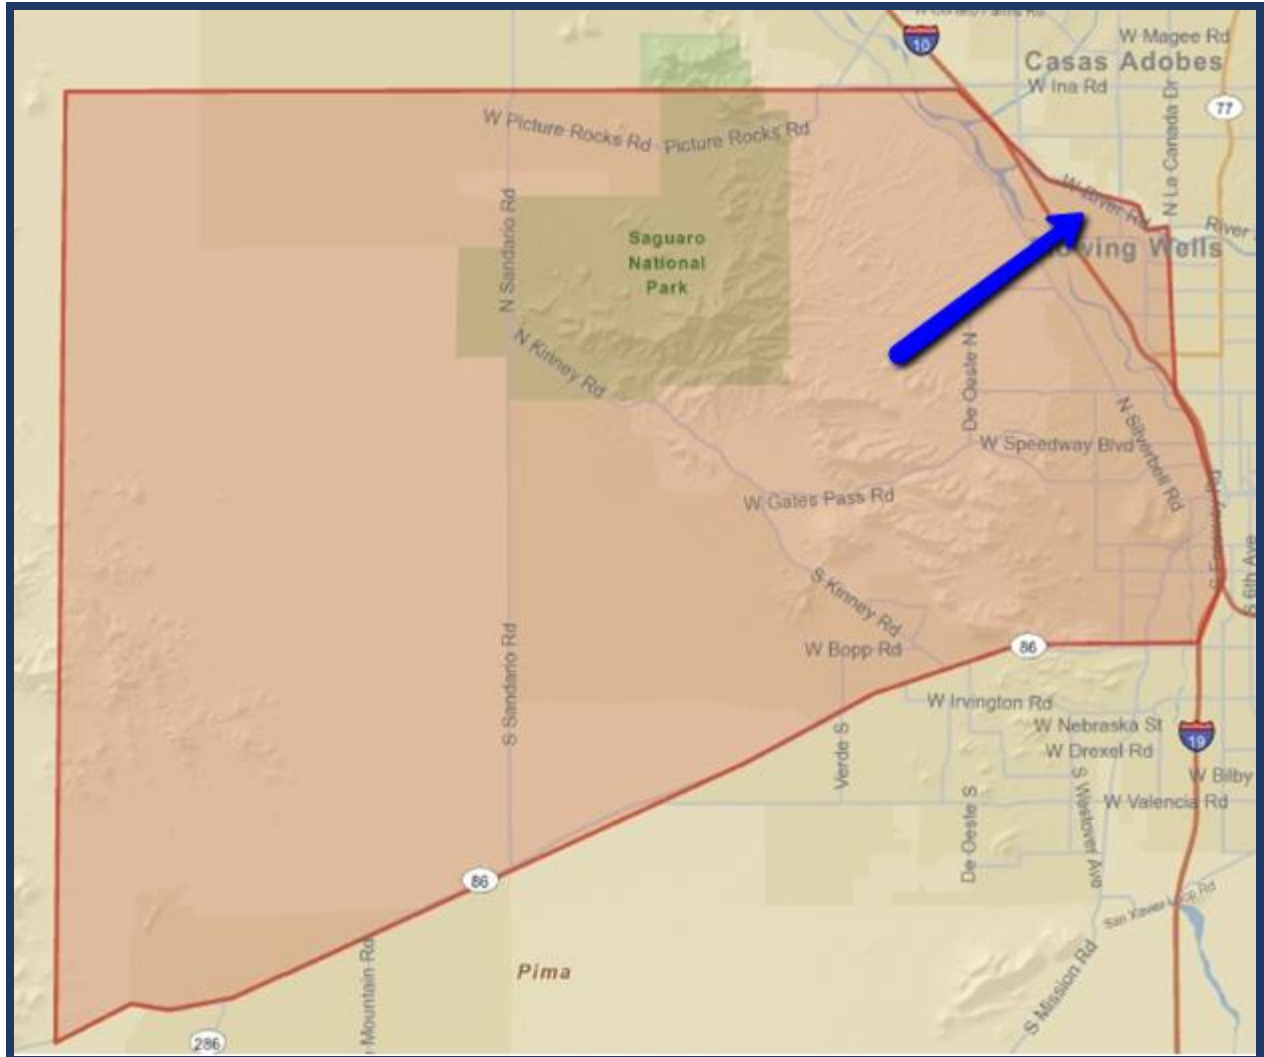 10
W Magee Rd
Casas Adobes
W Ina Rd
77
N La Canada Dr
W Picture Rocks Rd
Picture Rocks Rd
W River Rd
River
owing Wells
N Sandario Rd
Saguaro
National
Park
N Kinney Rd
De Oeste N
N Silverbell Rd
W Speedway Blvd
W Gates Pass Rd
S 6th Ave
S Kinney Rd
W Bopp Rd
86
S Sandario Rd
W Irvington Rd
W Nebraska St
W Drexel Rd
19
Verde S
W Bilby
W Valencia Rd
De Oeste S
S Westover Ave
86
San Xavier Loop Rd
Pima
Mountain Rd
S Mission Rd
286